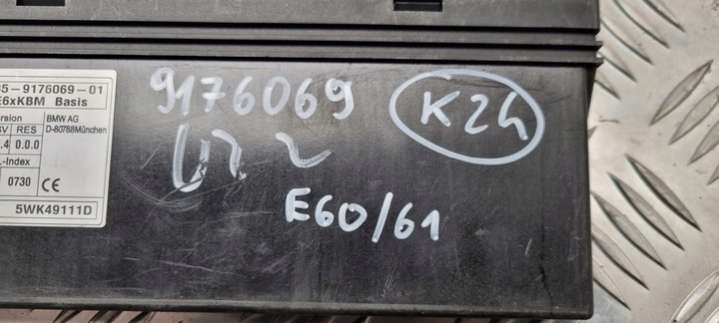 5-9176069-01
E6xKBM Basis
ersion BMW AG
SV RES D-80788München
.4 0.0.0
.-Index
0730 CE
5WK49111D
9176069
K24
E60/61